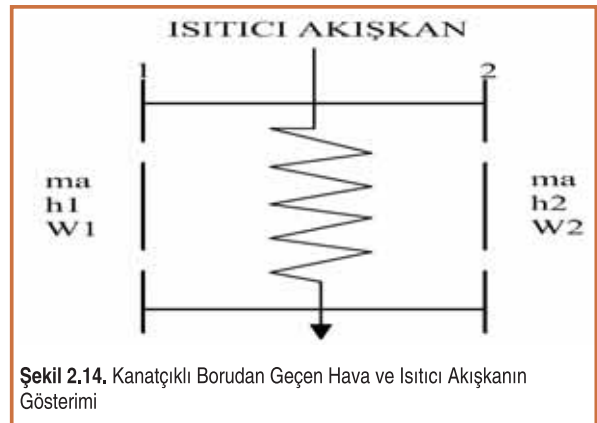 ISITICI AKIŞKAN
1
2
ma
h1
W1
ma
h2
W2
Şekil 2.14. Kanatçıklı Borudan Geçen Hava ve Isıtıcı Akışkanın
Gösterimi